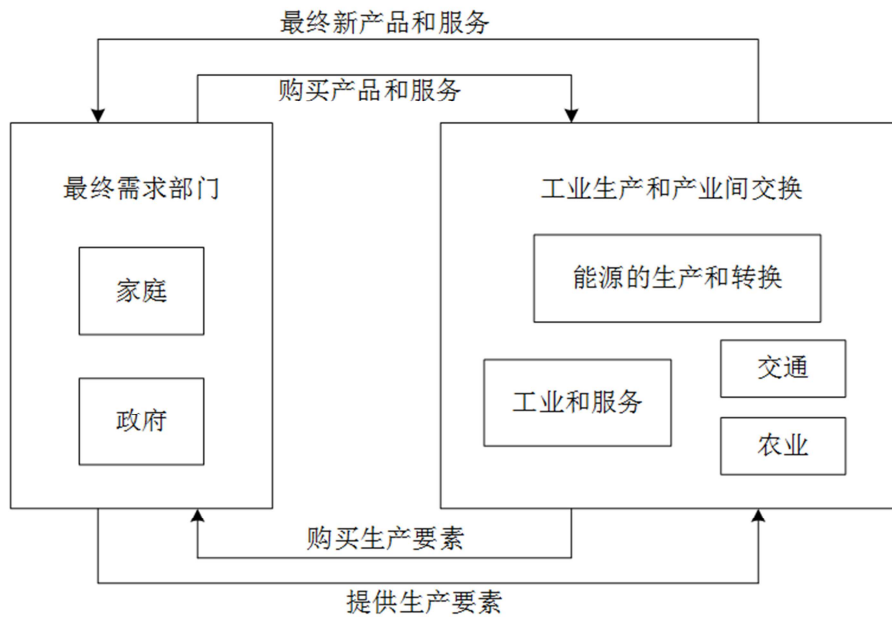 最终新产品和服务
购买产品和服务
最终需求部门
家庭
政府
工业生产和产业间交换
能源的生产和转换
工业和服务
交通
农业
购买生产要素
提供生产要素